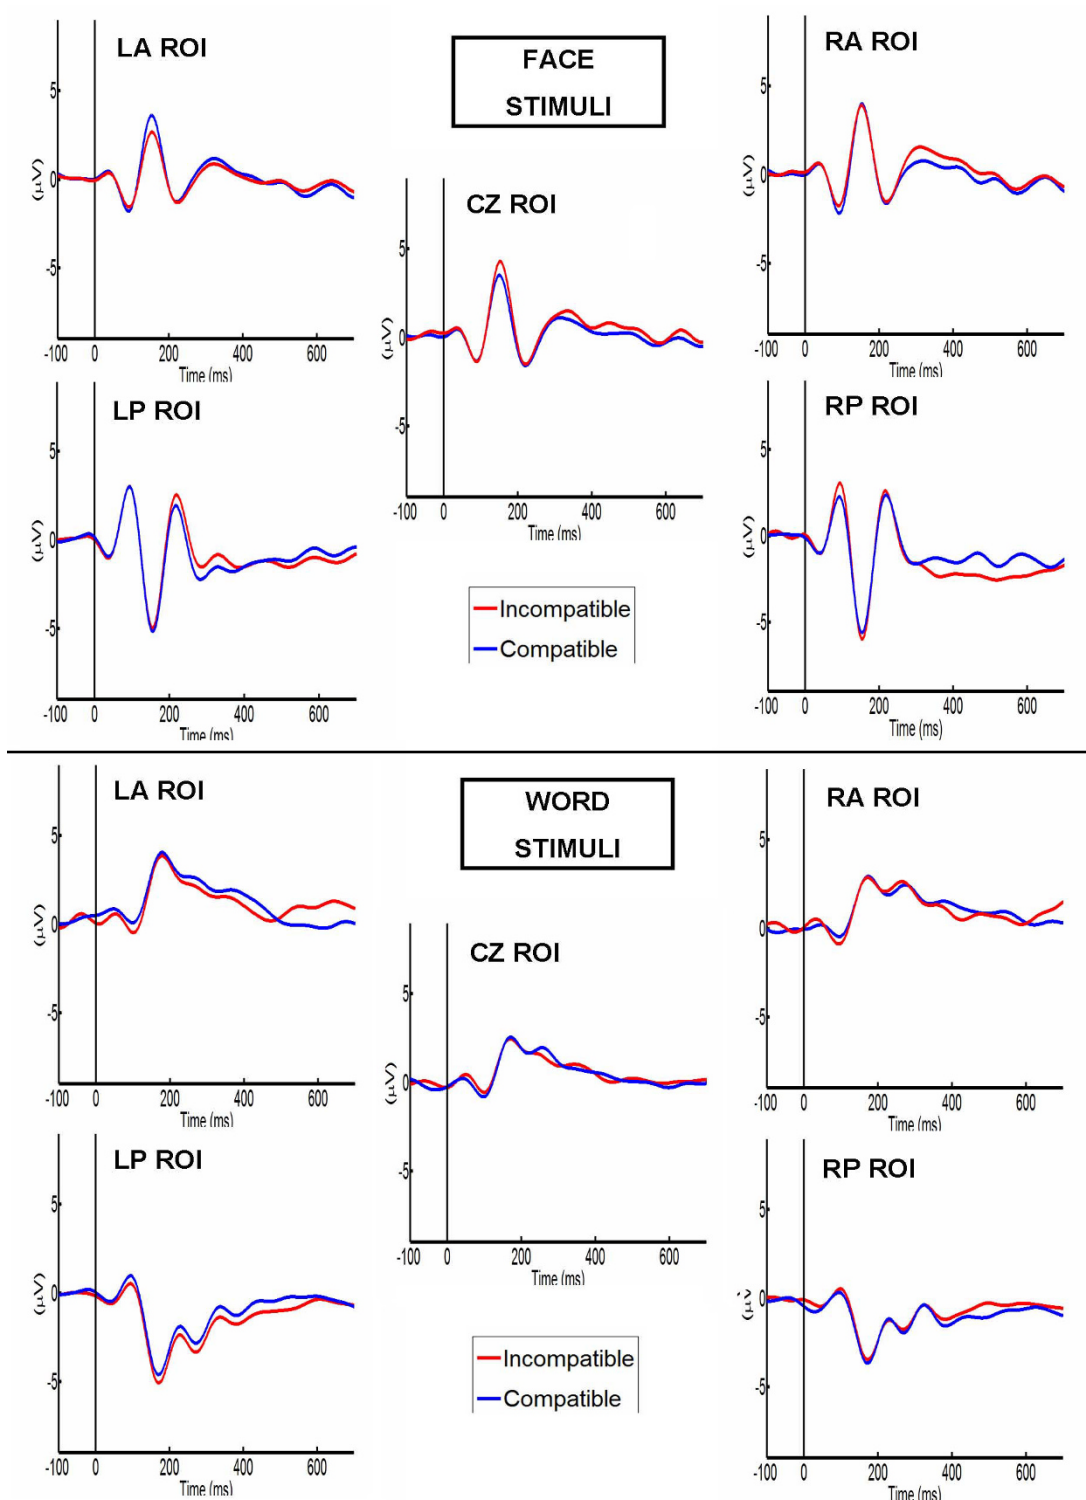 LA ROI
5
0
-5
(μV)
-100 0 200 400 600
Time (ms)
FACE
STIMULI
RA ROI
5
0
-5
(μV)
-100 0 200 400 600
Time (ms)
CZ ROI
5
0
-5
(μV)
-100 0 200 400 600
Time (ms)
LP ROI
5
0
-5
(μV)
-100 0 200 400 600
Time (ms)
RP ROI
5
0
-5
(μV)
-100 0 200 400 600
Time (ms)
Incompatible
Compatible
LA ROI
5
0
-5
(μV)
-100 0 200 400 600
Time (ms)
WORD
STIMULI
RA ROI
5
0
-5
(μV)
-100 0 200 400 600
Time (ms)
CZ ROI
5
0
-5
(μV)
-100 0 200 400 600
Time (ms)
LP ROI
5
0
-5
(μV)
-100 0 200 400 600
Time (ms)
RP ROI
5
0
-5
-100 0 200 400 600
Time (ms)
Incompatible
Compatible